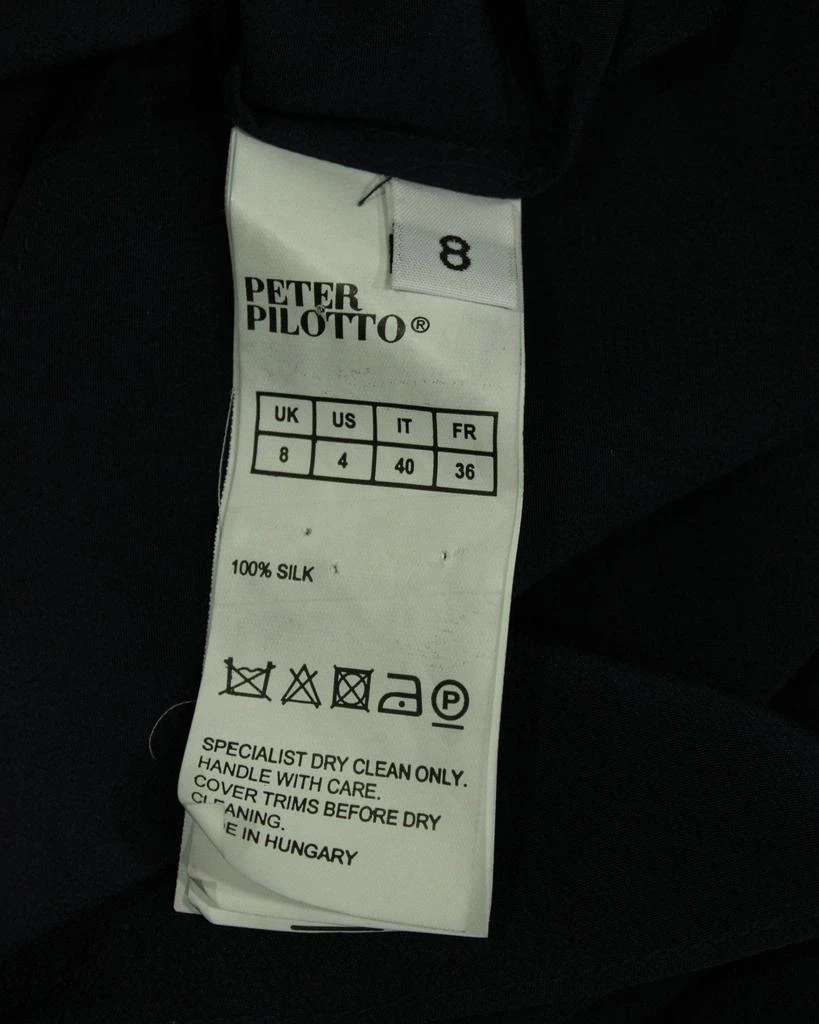 8
PETER
PILOTTO®
UK US IT FR
8 4 40 36
100% SILK
P
SPECIALIST DRY CLEAN ONLY.
HANDLE WITH CARE.
COVER TRIMS BEFORE DRY
CLEANING.
E IN HUNGARY